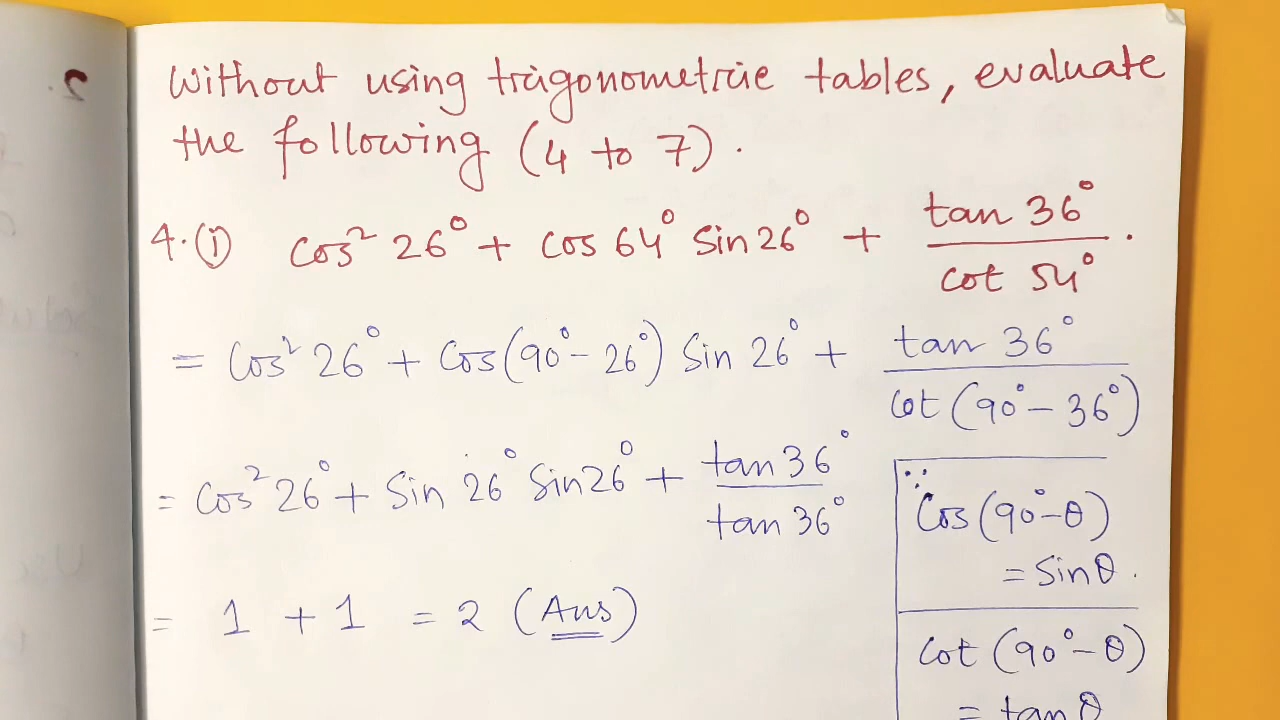 Without using trigonometric tables, evaluate
the following (4 to 7).
4.(i) cos² 26° + cos 64° sin 26° + tan 36° / cot 54° .
= cos² 26° + cos(90° – 26°) sin 26° + tan 36° / cot (90° – 36°)
= cos² 26° + sin 26° sin 26° + tan 36° / tan 36°
= 1 + 1 = 2 (Ans)
∵
cos (90° – θ)
= sin θ .
cot (90° – θ)
= tan θ